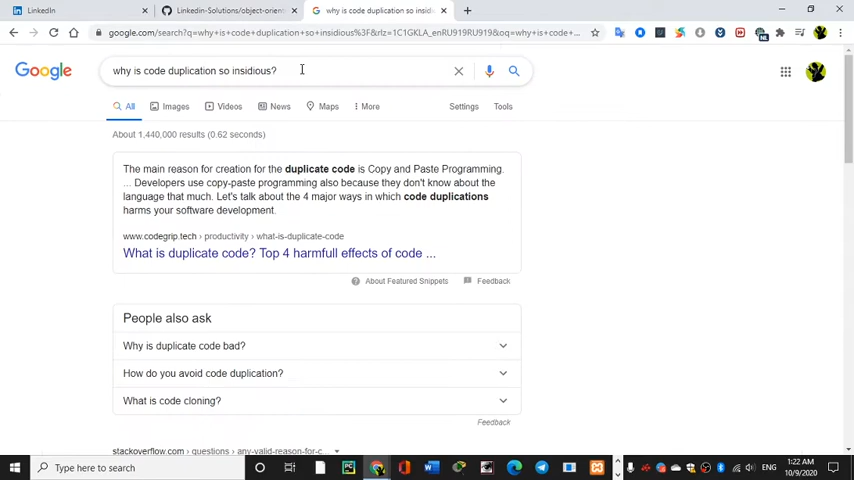 LinkedIn
Linkedin-Solutions/object-orient
why is code duplication so insidi
google.com/search?q=why+is+code+duplication+so+insidious%3F&rlz=1C1GKLA_enRU919RU919&oq=why+is+code+...
Google
why is code duplication so insidious?
All
Images
Videos
News
Maps
More
Settings
Tools
About 1,440,000 results (0.62 seconds)
The main reason for creation for the duplicate code is Copy and Paste Programming.
... Developers use copy-paste programming also because they don't know about the
language that much. Let's talk about the 4 major ways in which code duplications
harms your software development.
www.codegrip.tech › productivity › what-is-duplicate-code
What is duplicate code? Top 4 harmfull effects of code ...
About Featured Snippets
Feedback
People also ask
Why is duplicate code bad?
How do you avoid code duplication?
What is code cloning?
Feedback
stackoverflow.com › questions › any-valid-reason-for-c...
Type here to search
ENG
1:22 AM
10/9/2020